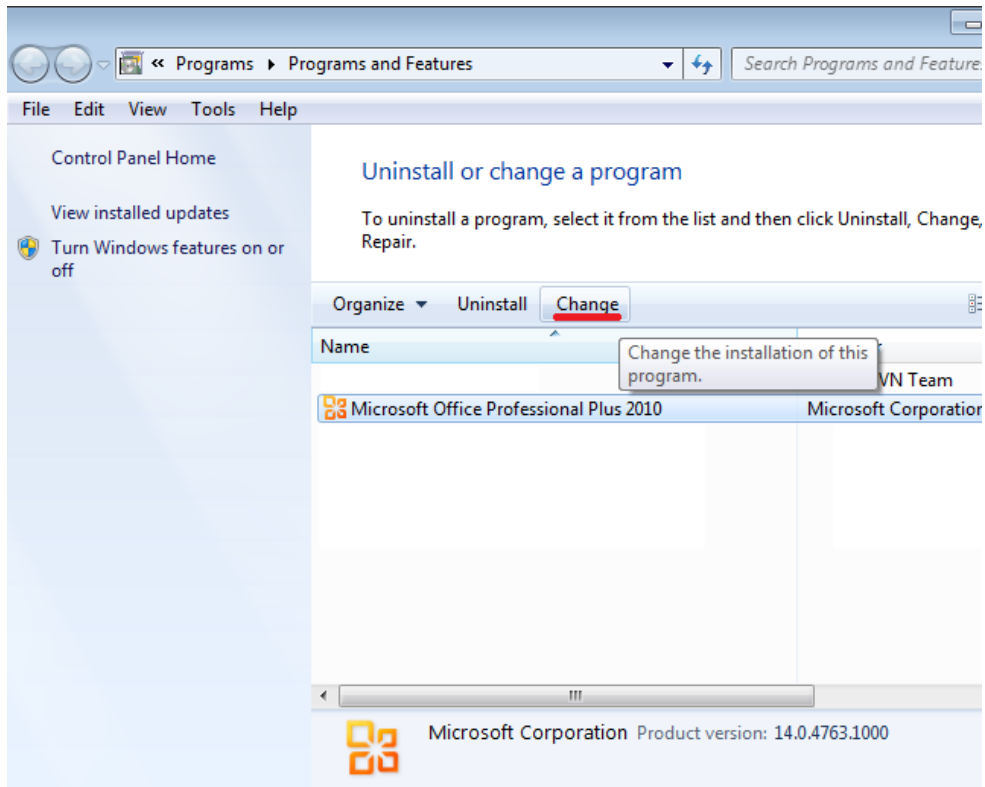 « Programs ▸ Programs and Features
Search Programs and Feature
File Edit View Tools Help
Control Panel Home
View installed updates
Turn Windows features on or
off
Uninstall or change a program
To uninstall a program, select it from the list and then click Uninstall, Change,
Repair.
Organize Uninstall Change
Name
Change the installation of this
program.
VN Team
Microsoft Office Professional Plus 2010 Microsoft Corporation
Microsoft Corporation Product version: 14.0.4763.1000